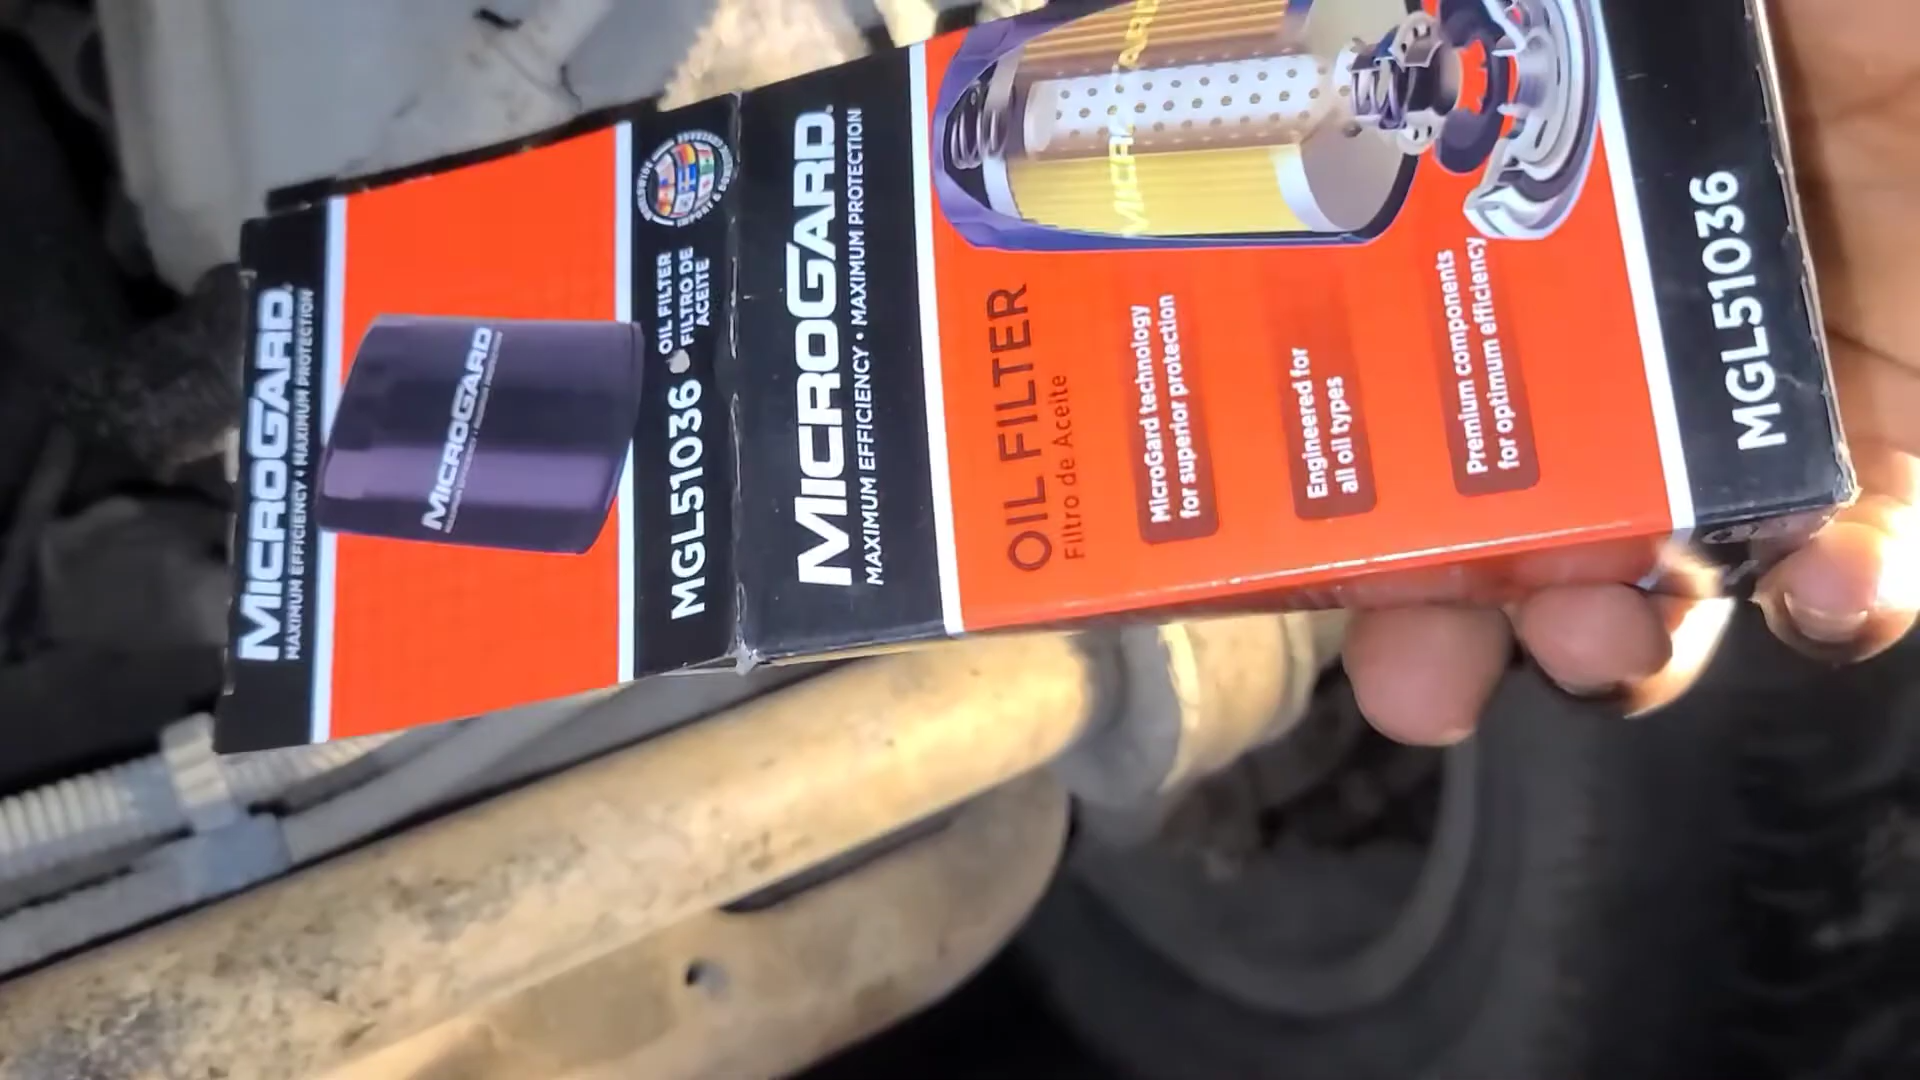 MICROGARD
MAXIMUM EFFICIENCY • MAXIMUM PROTECTION
MICROGARD
MGL51036
OIL FILTER
FILTRO DE
ACEITE
WORLDWIDE
MICROGARD.
MAXIMUM EFFICIENCY • MAXIMUM PROTECTION
OIL FILTER
Filtro de Aceite
MicroGard technology
for superior protection
Engineered for
all oil types
Premium components
for optimum efficiency
MGL51036